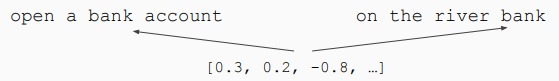 open a bank account on the river bank
[0.3, 0.2, -0.8, …]